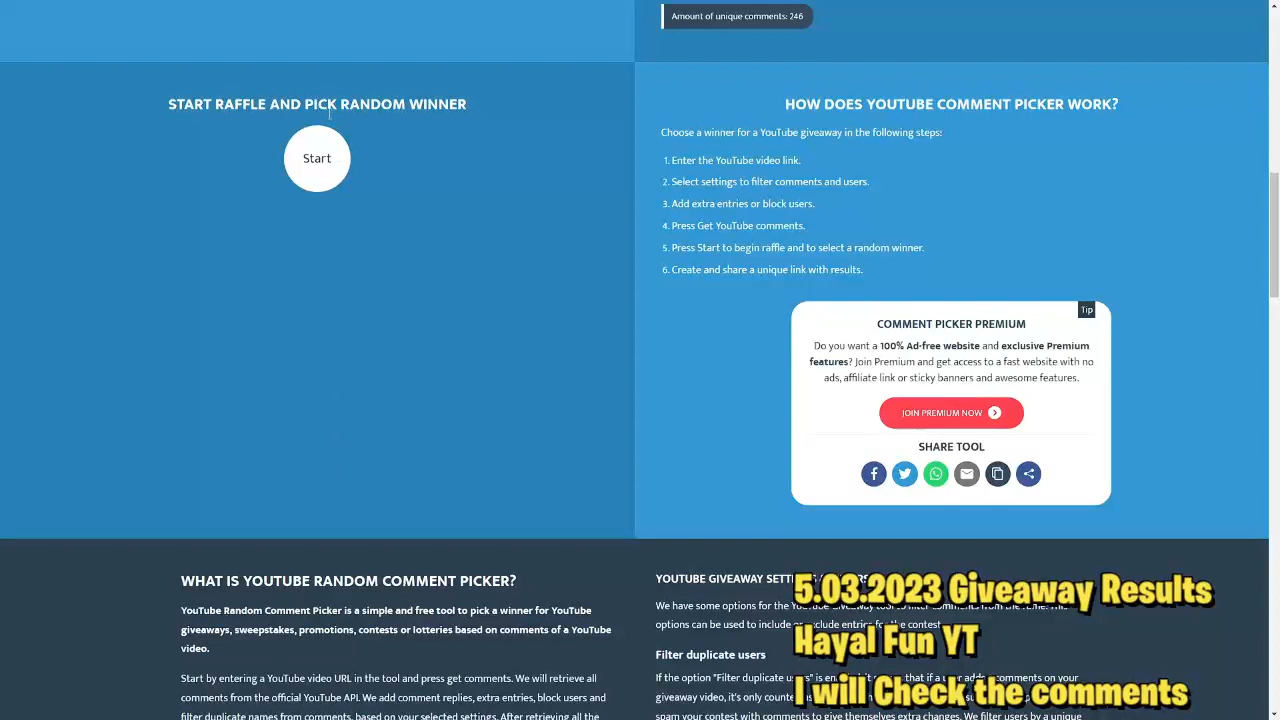 Amount of unique comments: 246
START RAFFLE AND PICK RANDOM WINNER
Start
HOW DOES YOUTUBE COMMENT PICKER WORK?
Choose a winner for a YouTube giveaway in the following steps:
1. Enter the YouTube video link.
2. Select settings to filter comments and users.
3. Add extra entries or block users.
4. Press Get YouTube comments.
5. Press Start to begin raffle and to select a random winner.
6. Create and share a unique link with results.
Tip
COMMENT PICKER PREMIUM
Do you want a 100% Ad-free website and exclusive Premium
features? Join Premium and get access to a fast website with no
ads, affiliate link or sticky banners and awesome features.
JOIN PREMIUM NOW
SHARE TOOL
WHAT IS YOUTUBE RANDOM COMMENT PICKER?
YouTube Random Comment Picker is a simple and free tool to pick a winner for YouTube
giveaways, sweepstakes, promotions, contests or lotteries based on comments of a YouTube
video.
Start by entering a YouTube video URL in the tool and press get comments. We will retrieve all
comments from the official YouTube API. We add comment replies, extra entries, block users and
filter duplicate names from comments, based on your selected settings. After retrieving all the
YOUTUBE GIVEAWAY
We have some options for the
options can be used to include or exclude entries for the contest
Filter duplicate users
If the option "Filter duplicate
comments on your
giveaway video, it's only
spam your contest with comments to give themselves extra changes. We filter users by a unique
5.03.2023 Giveaway Results
Hayal Fun YT
I will Check the comments